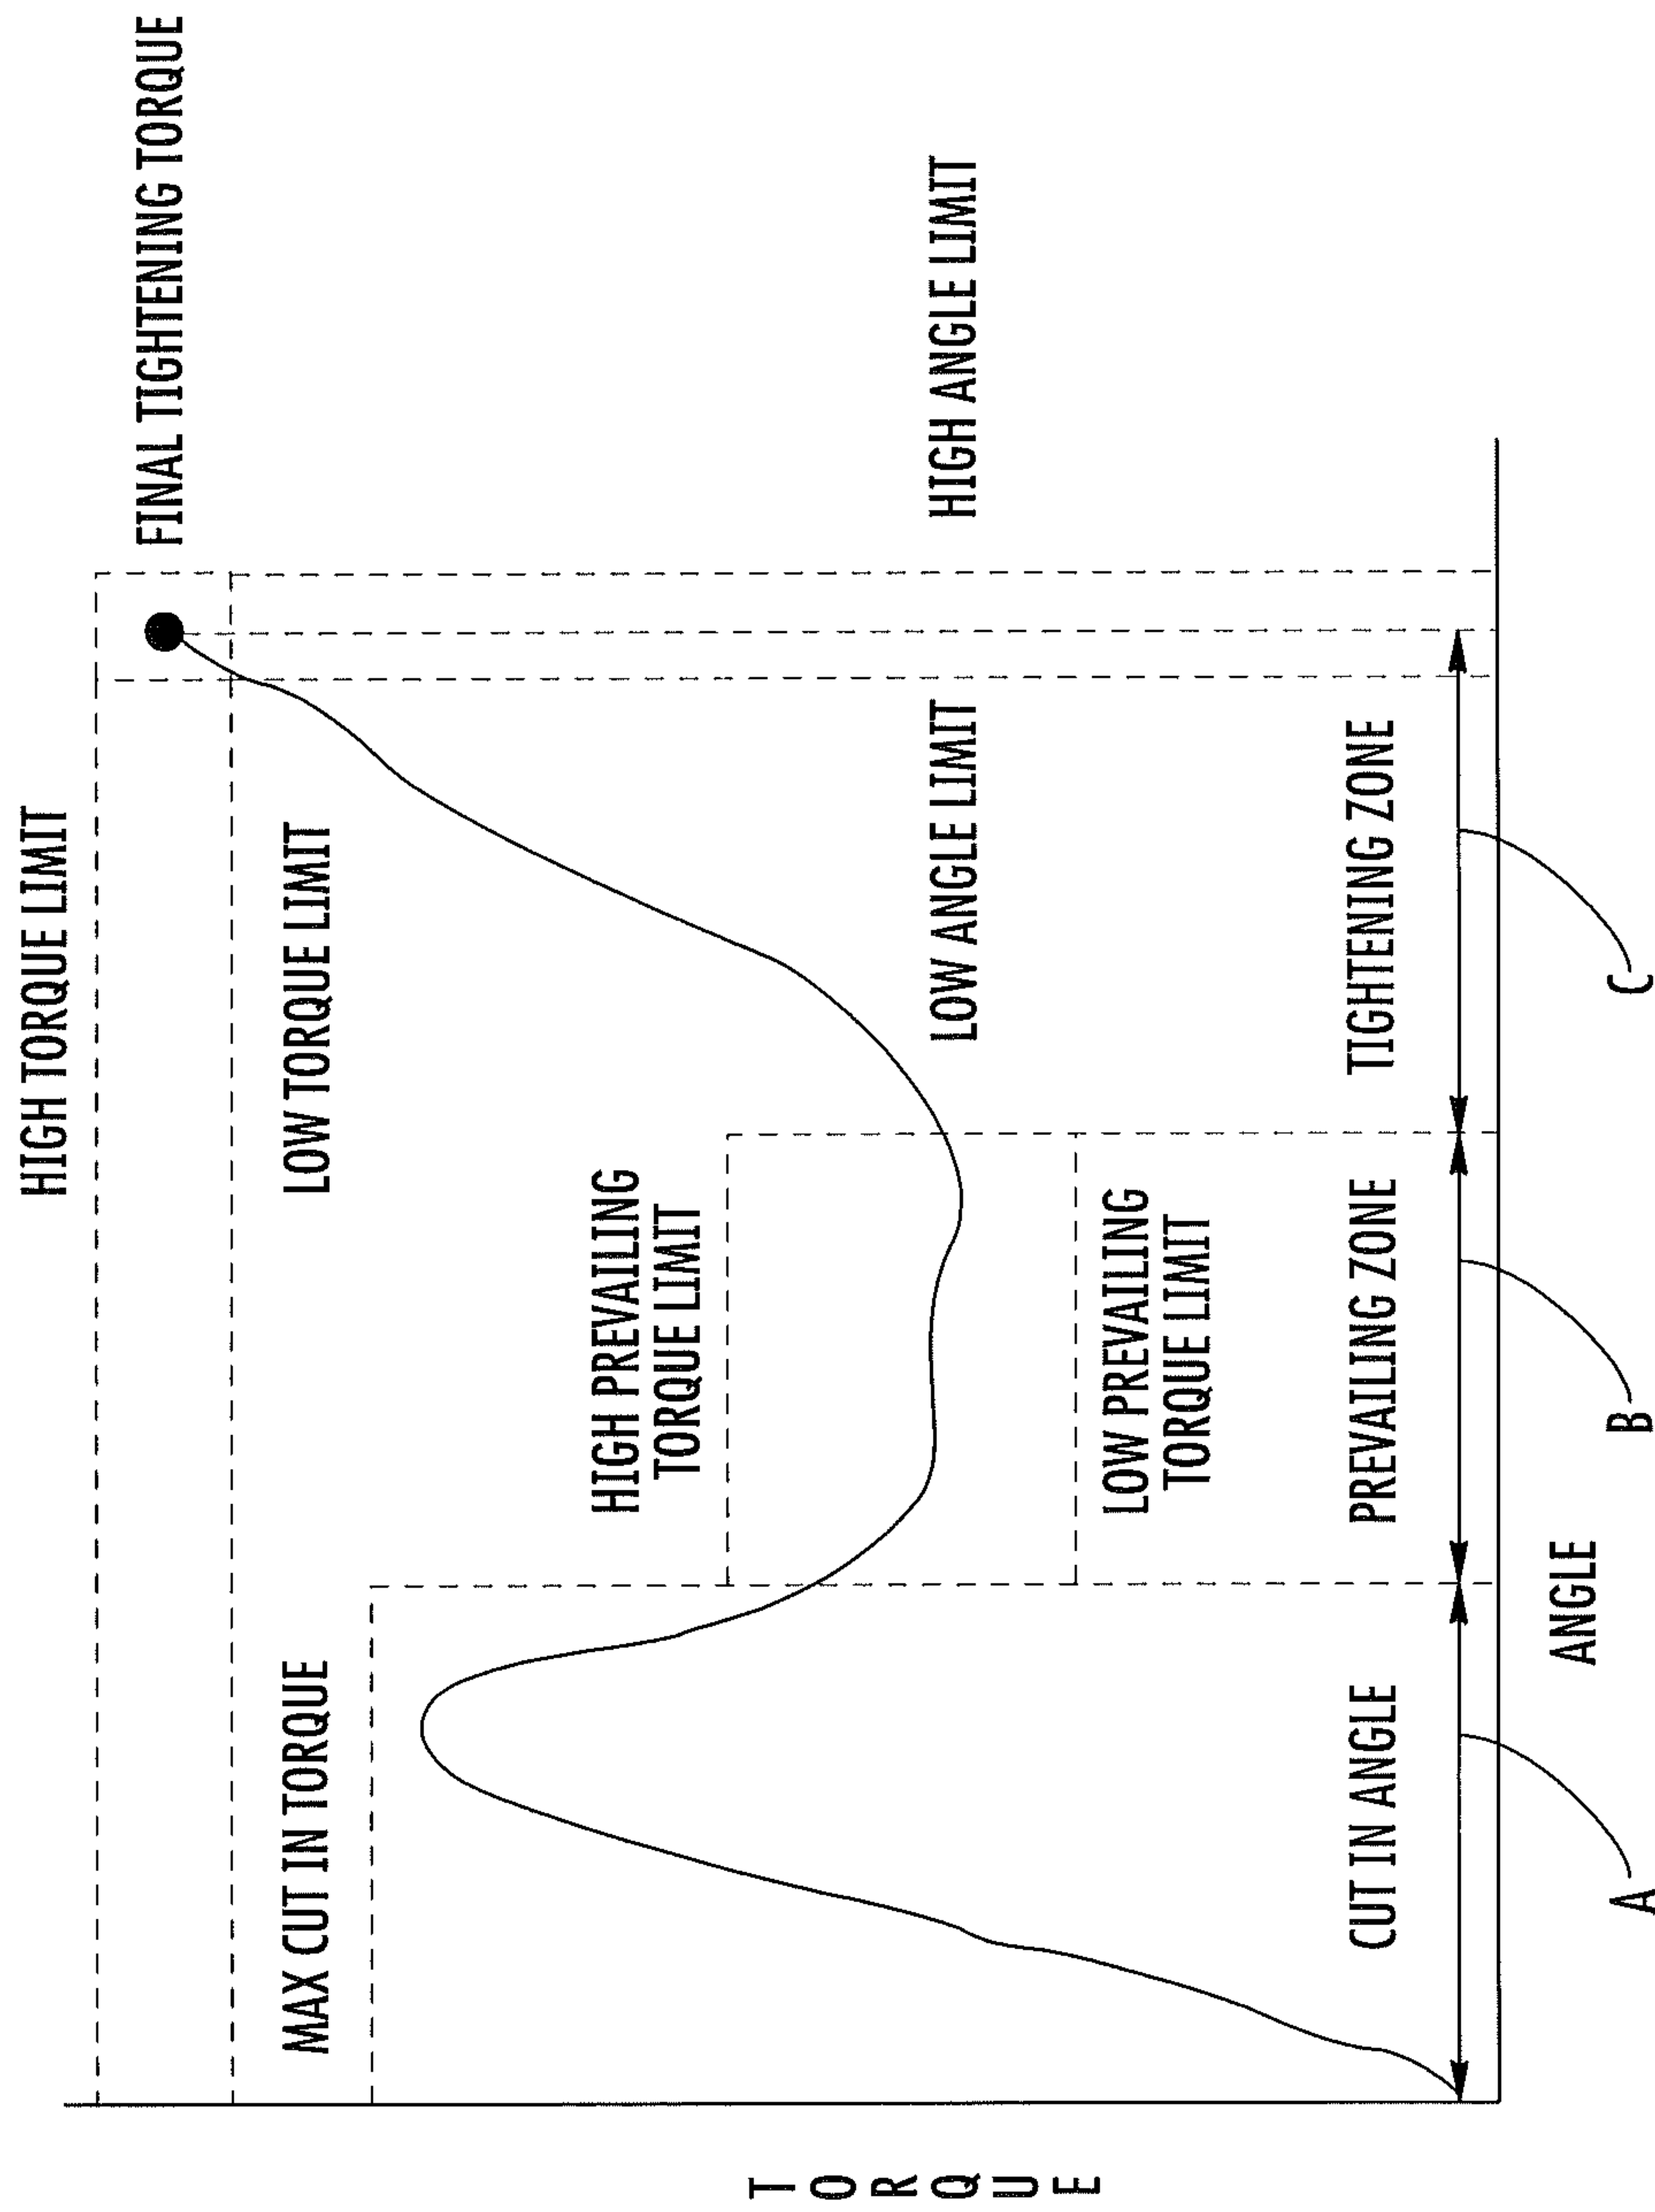 HIGH TORQUE LIMIT
FINAL TIGHTENING TORQUE
MAX CUT IN TORQUE
LOW TORQUE LIMIT
HIGH PREVAILING
TORQUE LIMIT
TORQUE
LOW ANGLE LIMIT
HIGH ANGLE LIMIT
LOW PREVAILING
TORQUE LIMIT
CUT IN ANGLE
PREVAILING ZONE
TIGHTENING ZONE
ANGLE
A
B
C